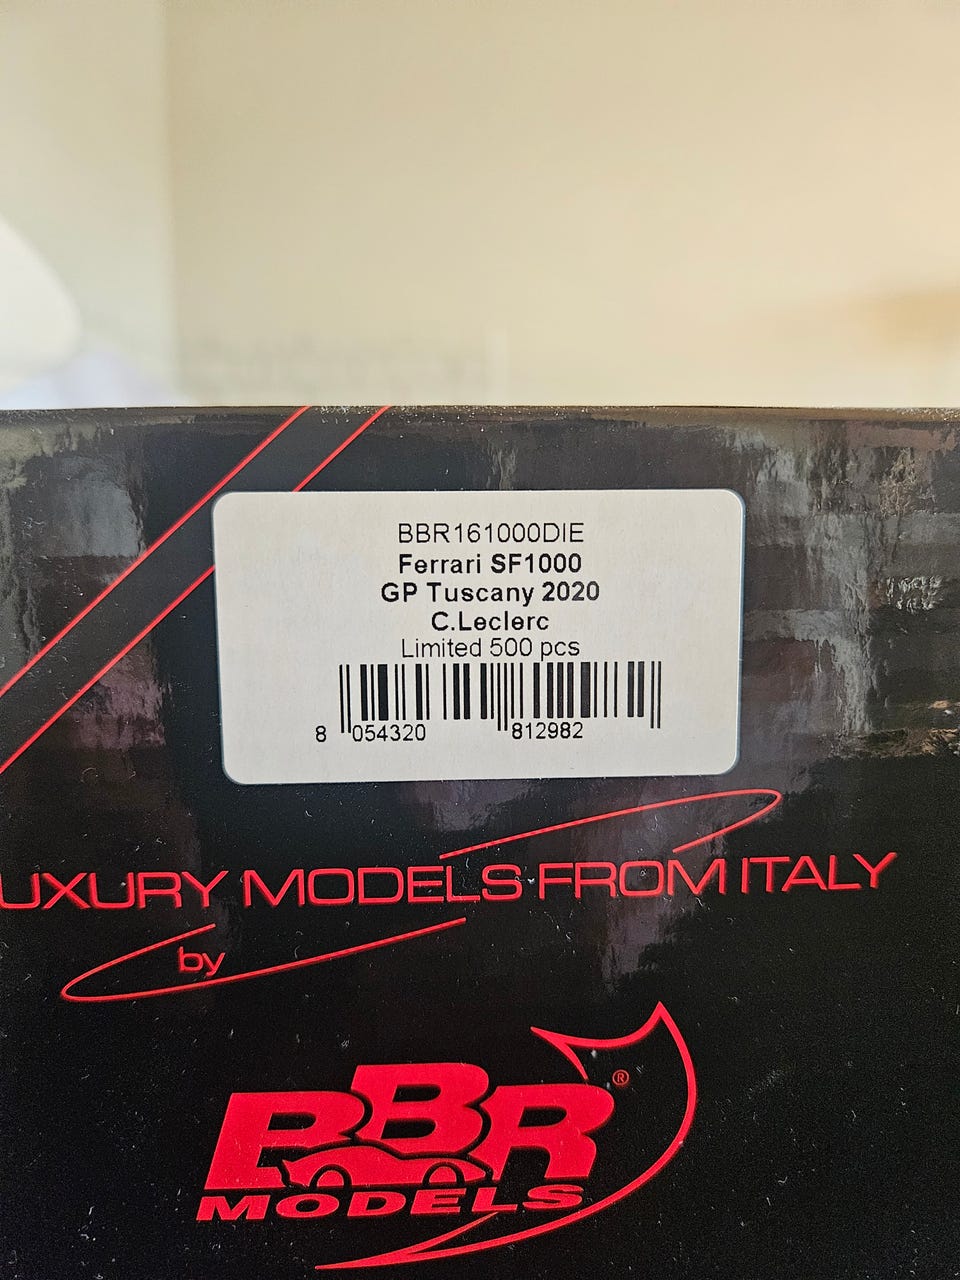 BBR161000DIE
Ferrari SF1000
GP Tuscany 2020
C.Leclerc
Limited 500 pcs
8 054320 812982
UXURY MODELS FROM ITALY
by
BBR®
MODELS